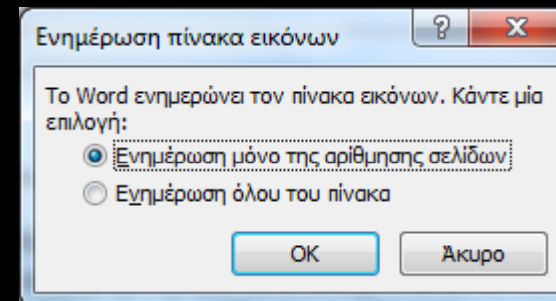 Ενημέρωση πίνακα εικόνων
Το Word ενημερώνει τον πίνακα εικόνων. Κάντε μία
επιλογή:
Ενημέρωση μόνο της αρίθμησης σελίδων
Ενημέρωση όλου του πίνακα
OK Άκυρο